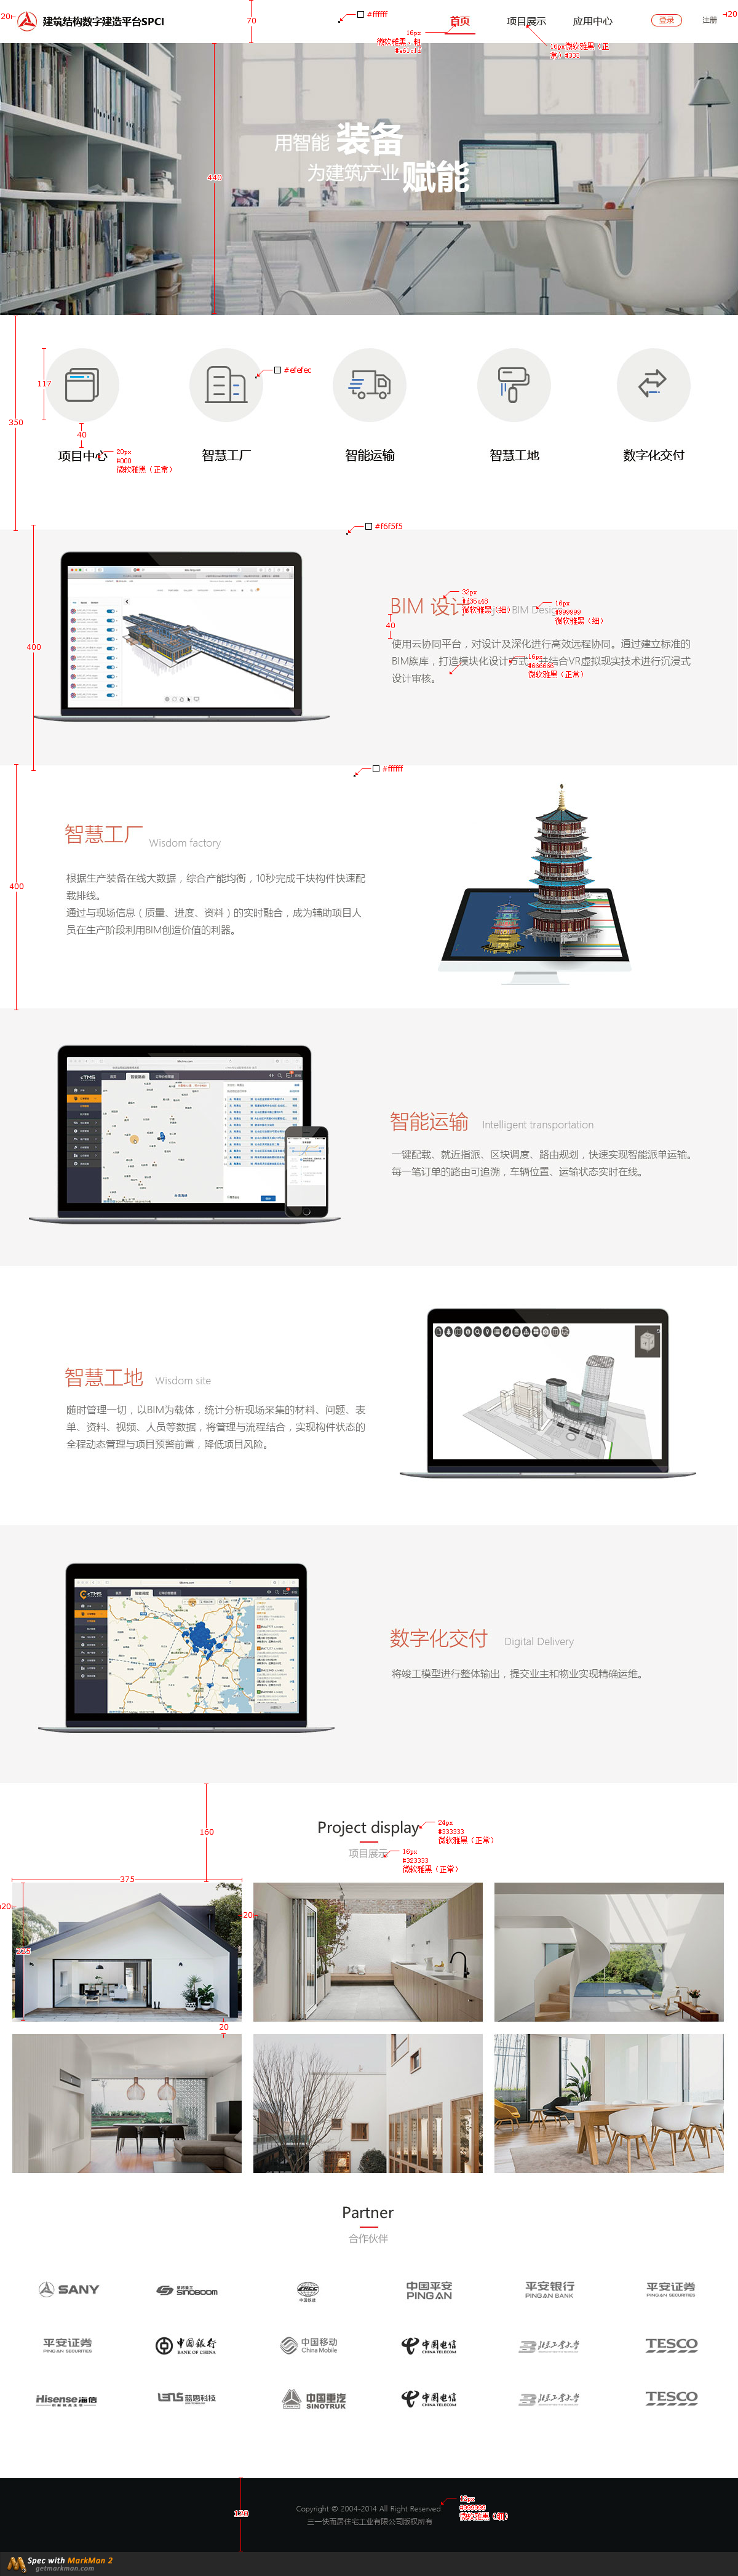 建筑结构数字建造平台SPCI
首页
项目展示
应用中心
登录
注册
20
70
#ffffff
20
16px
16px微软雅黑（正
常）#333
用智能 装备
为建筑产业 赋能
440
350
117
#efefec
40
项目中心
智慧工厂
智能运输
智慧工地
数字化交付
20px
#000
微软雅黑（正常）
#f6f5f5
400
BIM 设计
BIM Design
32px
微软雅黑（细）
16px
#999999
微软雅黑（细）
40
使用云协同平台，对设计及深化进行高效远程协同。通过建立标准的
BIM族库，打造模块化设计方式，并结合VR虚拟现实技术进行沉浸式
设计审核。
16px
#666666
微软雅黑（正常）
#ffffff
400
智慧工厂 Wisdom factory
根据生产装备在线大数据，综合产能均衡，10秒完成千块构件快速配
载排线。
通过与现场信息（质量、进度、资料）的实时融合，成为辅助项目人
员在生产阶段利用BIM创造价值的利器。
智能运输 Intelligent transportation
一键配载、就近指派、区块调度、路由规划，快速实现智能派单运输。
每一笔订单的路由可追溯，车辆位置、运输状态实时在线。
智慧工地 Wisdom site
随时管理一切，以BIM为载体，统计分析现场采集的材料、问题、表
单、资料、视频、人员等数据，将管理与流程结合，实现构件状态的
全程动态管理与项目预警前置，降低项目风险。
数字化交付 Digital Delivery
将竣工模型进行整体输出，提交业主和物业实现精确运维。
160
Project display
24px
#333333
微软雅黑（正常）
项目展示
16px
#323333
微软雅黑（正常）
375
20
226
20
20
Partner
合作伙伴
SANY
SINOBOOM
CRCC
中国铁建
中国平安
PING AN
平安银行
PING AN BANK
平安证券
PING AN SECURITIES
平安证券
PING AN SECURITIES
中国银行
BANK OF CHINA
中国移动
China Mobile
中国电信
CHINA TELECOM
北京工业大学
TESCO
Hisense海信
LENS 蓝思科技
中国重汽
SINOTRUK
中国电信
CHINA TELECOM
北京工业大学
TESCO
120
Copyright © 2004-2014 All Right Reserved
三一快而居住宅工业有限公司版权所有
#999999
微软雅黑（细）
Spec with MarkMan 2
getmarkman.com